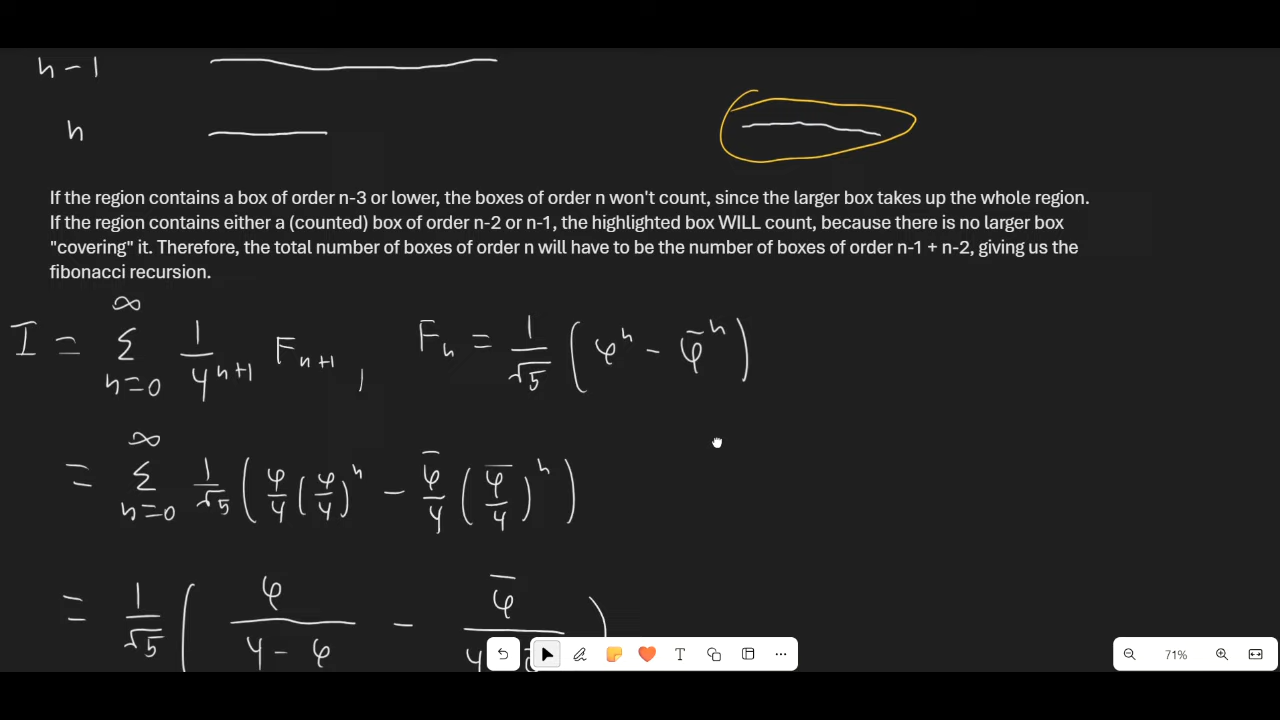 n-1
n
If the region contains a box of order n-3 or lower, the boxes of order n won't count, since the larger box takes up the whole region.
If the region contains either a (counted) box of order n-2 or n-1, the highlighted box WILL count, because there is no larger box
"covering" it. Therefore, the total number of boxes of order n will have to be the number of boxes of order n-1 + n-2, giving us the
fibonacci recursion.
I = ∑_{n=0}^{∞} 1/4^{n+1} F_{n+1}, F_n = 1/√5 (φ^n - φ̄^n)
= ∑_{n=0}^{∞} 1/√5 (φ/4 (φ/4)^n - φ̄/4 (φ̄/4)^n)
= 1/√5 (φ/(4-φ) - φ̄/4
T
71%